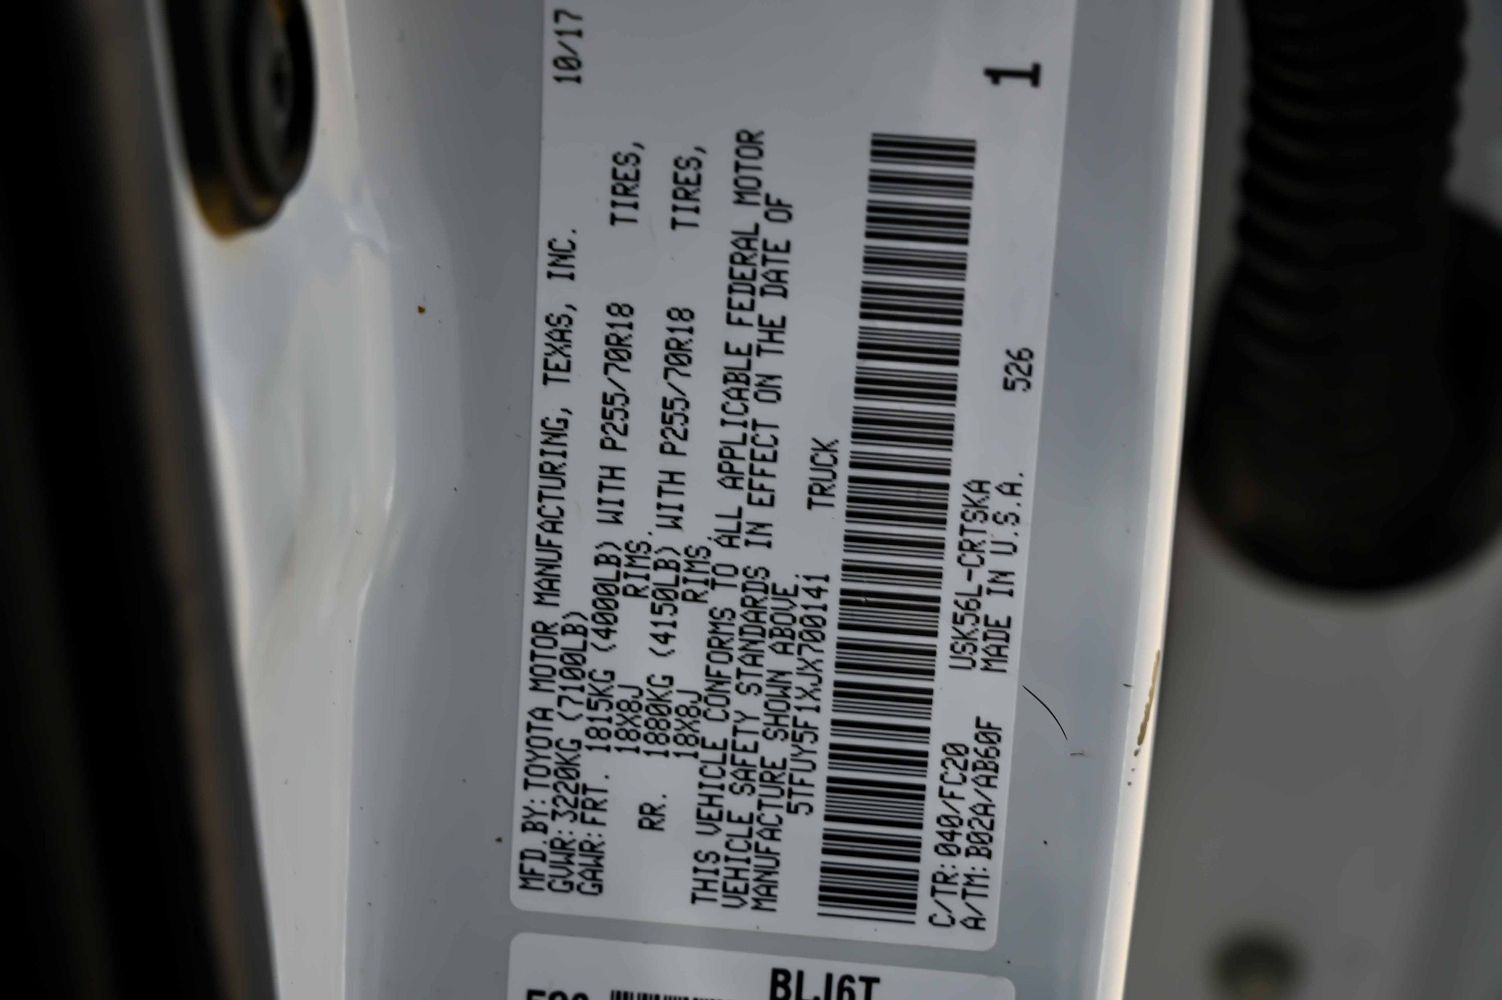 MFD.BY:TOYOTA MOTOR MANUFACTURING, TEXAS, INC. 10/17
GVWR:3220KG (7100LB)
GAWR:FRT. 1815KG (4000LB) WITH P255/70R18 TIRES,
18X8J RIMS.
RR. 1880KG (4150LB) WITH P255/70R18 TIRES,
18X8J RIMS.
THIS VEHICLE CONFORMS TO ALL APPLICABLE FEDERAL MOTOR
VEHICLE SAFETY STANDARDS IN EFFECT ON THE DATE OF
MANUFACTURE SHOWN ABOVE.
5TFUY5F1XJX700141 TRUCK
C/TR:040/FC20 USK56L-CRTSKA 526 1
A/TM:B02A/AB60F MADE IN U.S.A.